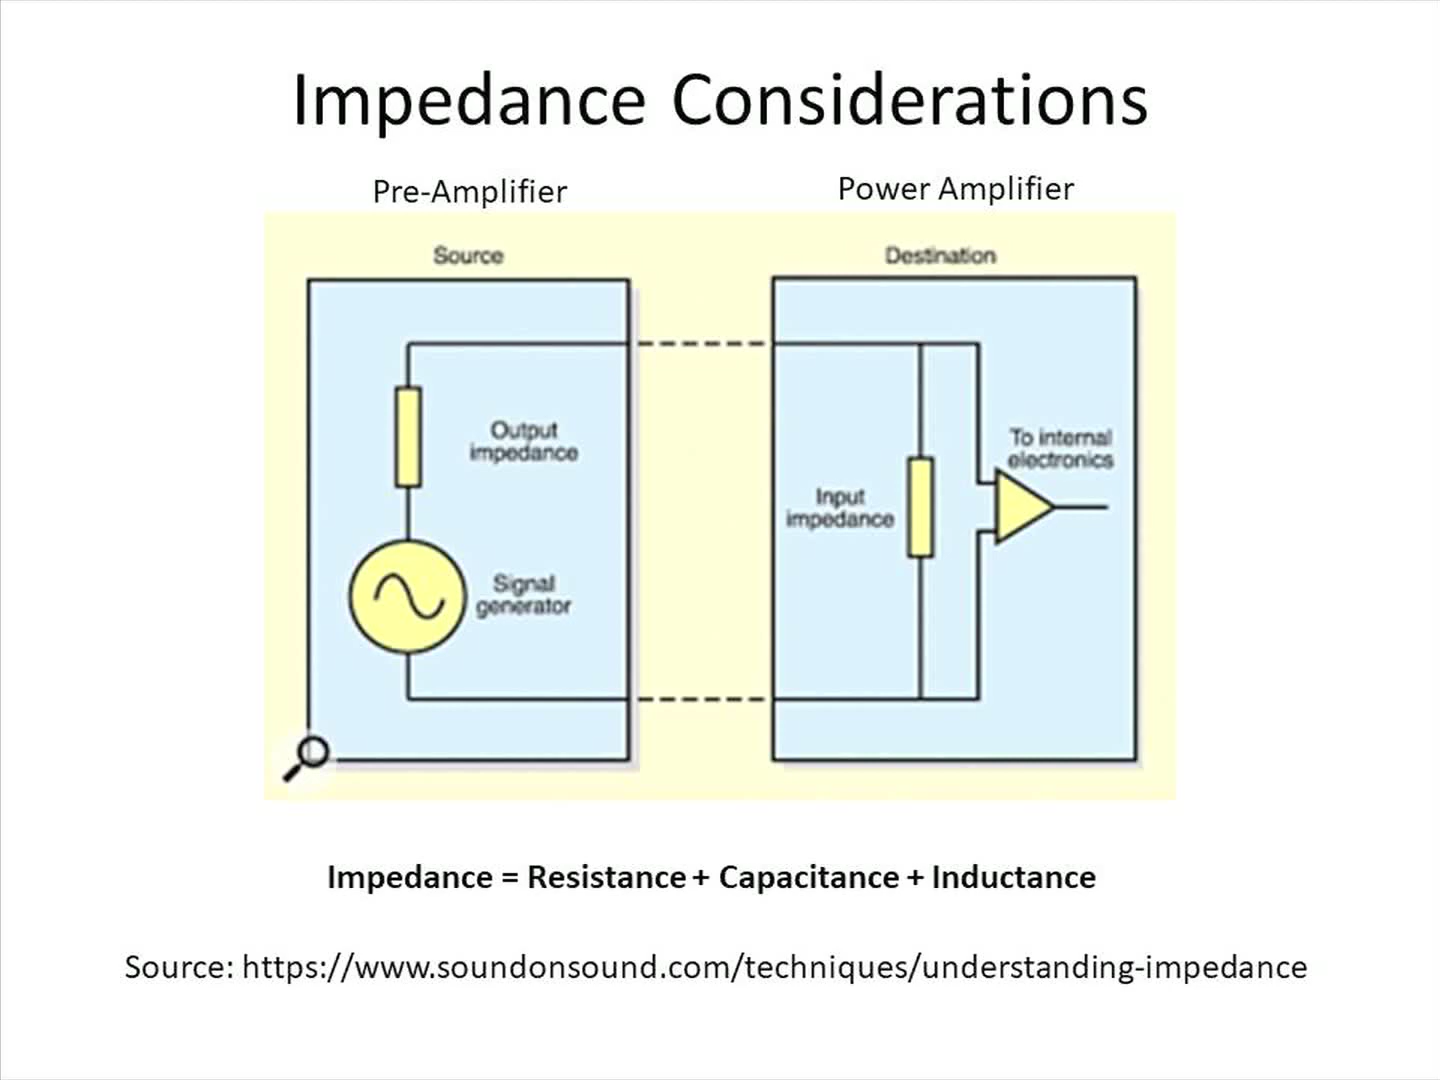 Impedance Considerations
Pre-Amplifier
Power Amplifier
Source
Destination
Output
impedance
Signal
generator
Input
impedance
To internal
electronics
Impedance = Resistance + Capacitance + Inductance
Source: https://www.soundonsound.com/techniques/understanding-impedance